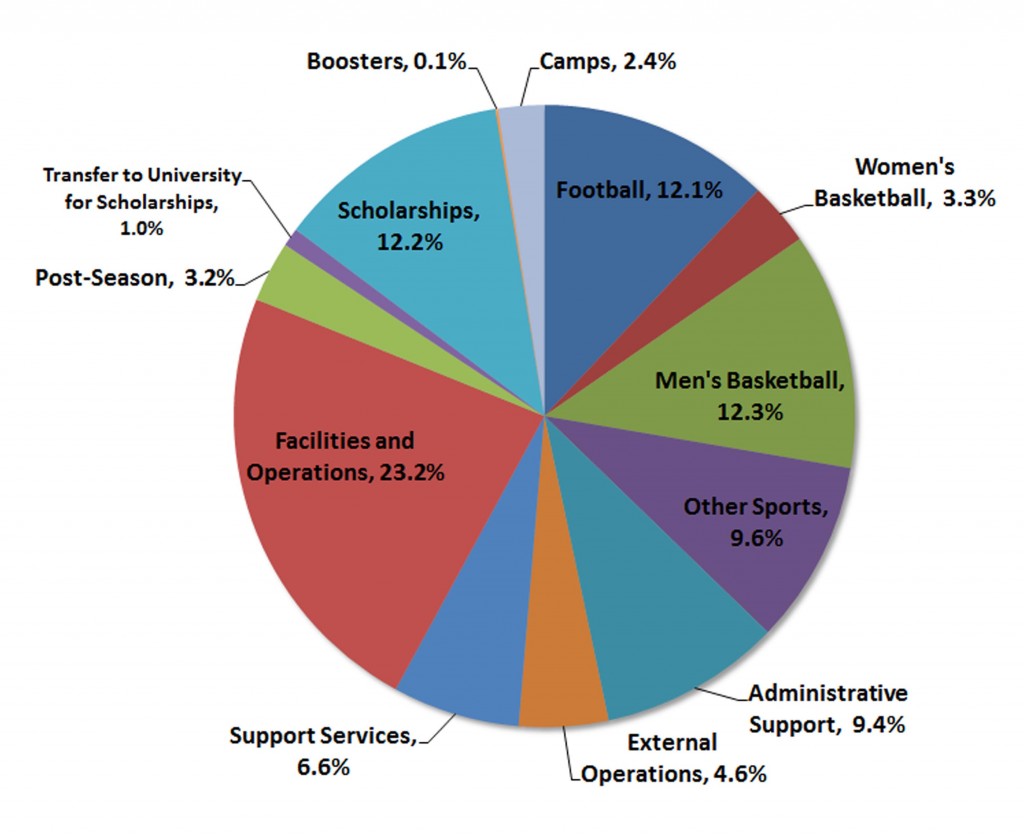 Boosters, 0.1%
Camps, 2.4%
Football, 12.1%
Women's
Basketball, 3.3%
Transfer to University
for Scholarships,
1.0%
Scholarships,
12.2%
Post-Season, 3.2%
Men's Basketball,
12.3%
Facilities and
Operations, 23.2%
Other Sports,
9.6%
Administrative
Support, 9.4%
Support Services,
6.6%
External
Operations, 4.6%